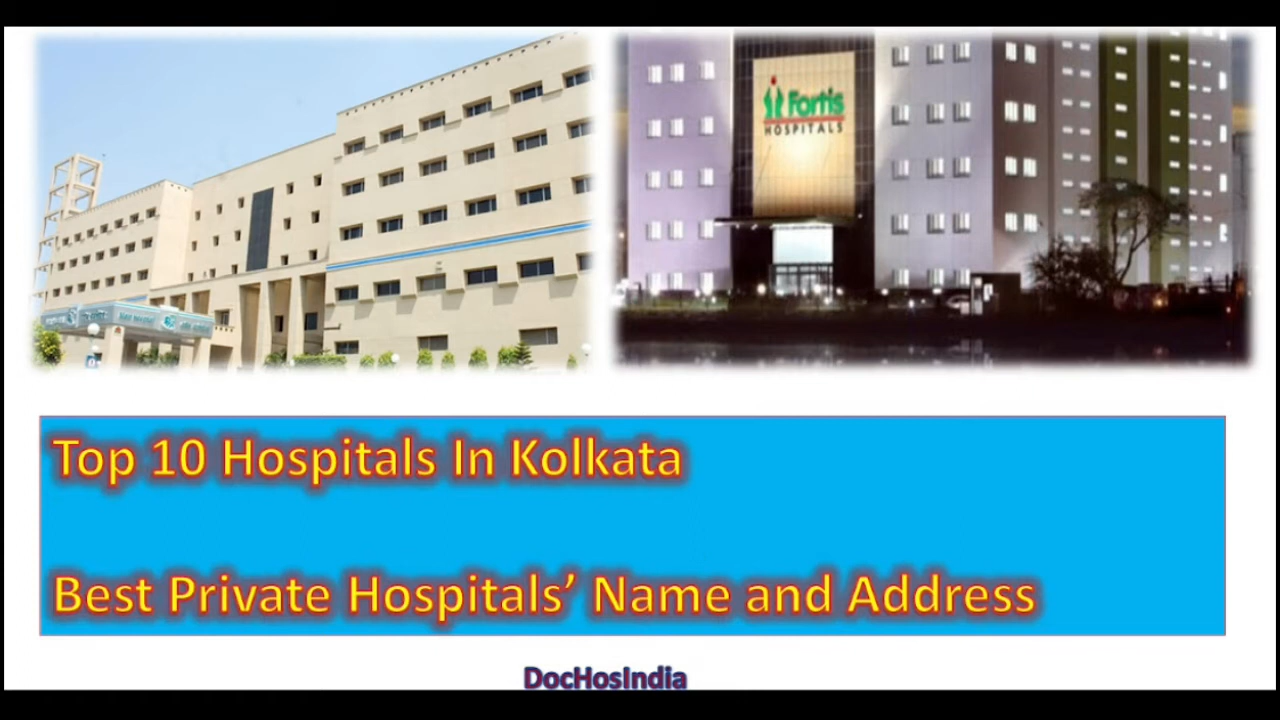 Fortis
HOSPITALS
Top 10 Hospitals In Kolkata
Best Private Hospitals’ Name and Address
DocHosIndia